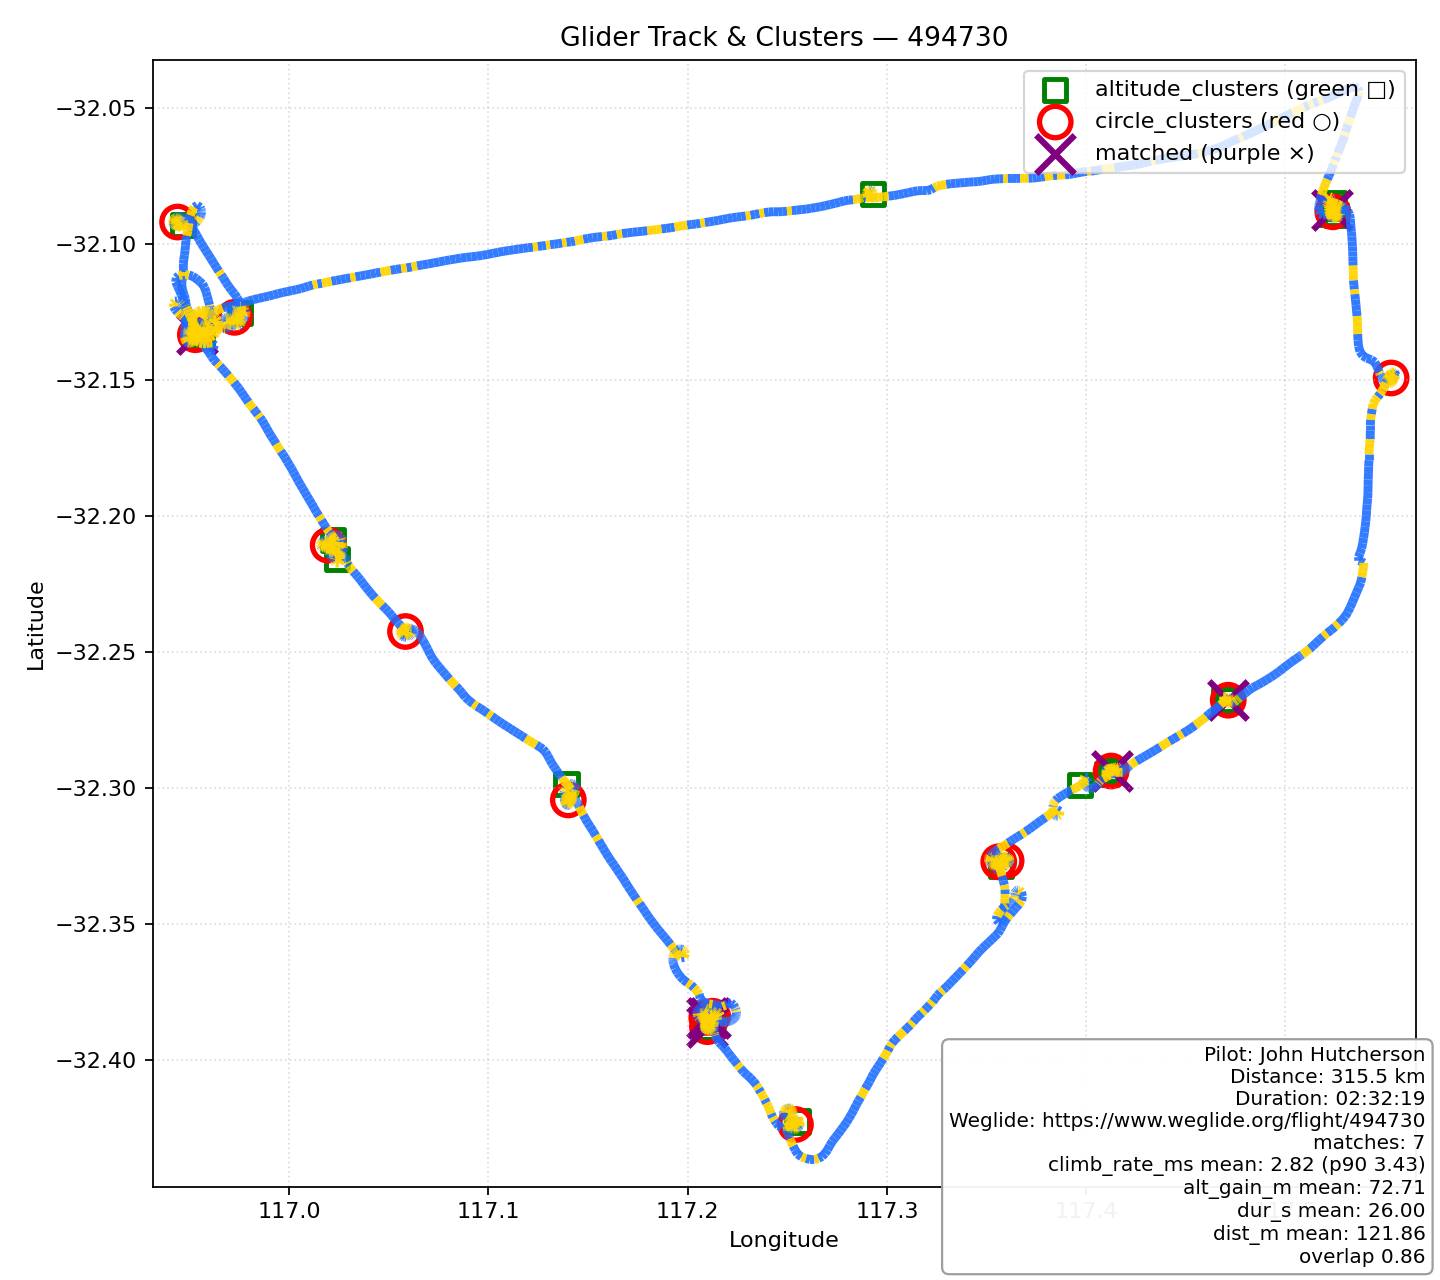 Glider Track & Clusters — 494730
altitude_clusters (green □)
circle_clusters (red ○)
matched (purple ×)
Latitude
−32.05
−32.10
−32.15
−32.20
−32.25
−32.30
−32.35
−32.40
117.0
117.1
117.2
117.3
117.4
Longitude
Pilot: John Hutcherson
Distance: 315.5 km
Duration: 02:32:19
Weglide: https://www.weglide.org/flight/494730
matches: 7
climb_rate_ms mean: 2.82 (p90 3.43)
alt_gain_m mean: 72.71
dur_s mean: 26.00
dist_m mean: 121.86
overlap 0.86